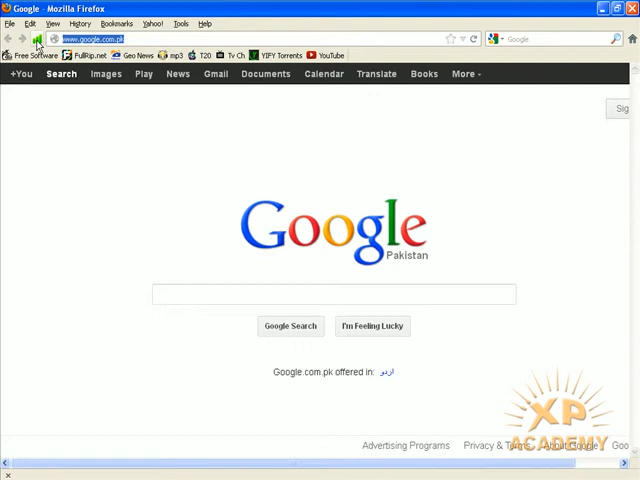 Google - Mozilla Firefox
File Edit View History Bookmarks Yahoo! Tools Help
www.google.com.pk
Google
Free Software FullRip.net Geo News mp3 T20 Tv Ch YIFY Torrents YouTube
+You Search Images Play News Gmail Documents Calendar Translate Books More
Sig
Google
Pakistan
Google Search I'm Feeling Lucky
Google.com.pk offered in: اردو
XP
ACADEMY
Advertising Programs Privacy & Terms About Google Goo